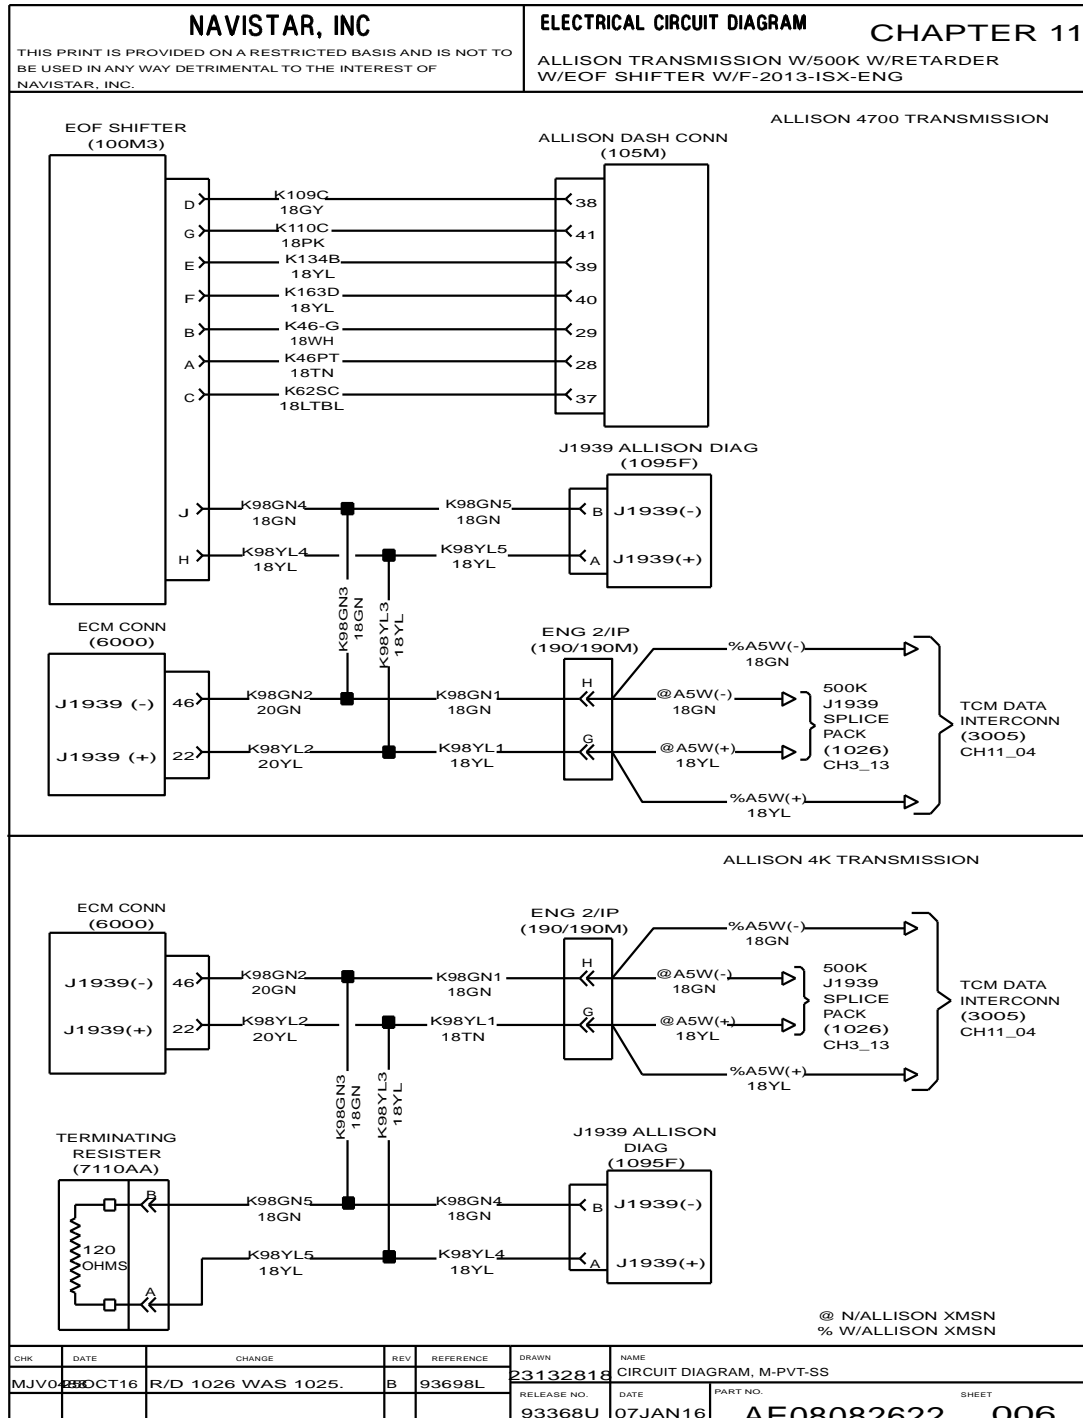 NAVISTAR, INC
THIS PRINT IS PROVIDED ON A RESTRICTED BASIS AND IS NOT TO
BE USED IN ANY WAY DETRIMENTAL TO THE INTEREST OF
NAVISTAR, INC.
ELECTRICAL CIRCUIT DIAGRAM
CHAPTER 11
ALLISON TRANSMISSION W/500K W/RETARDER
W/EOF SHIFTER W/F-2013-ISX-ENG
ALLISON 4700 TRANSMISSION
EOF SHIFTER
(100M3)
ALLISON DASH CONN
(105M)
D
K109C
18GY
38
G
K110C
18PK
41
E
K134B
18YL
39
F
K163D
18YL
40
B
K46-G
18WH
29
A
K46PT
18TN
28
C
K62SC
18LTBL
37
J1939 ALLISON DIAG
(1095F)
J
K98GN4
18GN
K98GN5
18GN
B
J1939(-)
H
K98YL4
18YL
K98YL5
18YL
A
J1939(+)
K98GN3
18GN
K98YL3
18YL
ECM CONN
(6000)
ENG 2/IP
(190/190M)
J1939 (-)
46
K98GN2
20GN
K98GN1
18GN
H
J1939 (+)
22
K98YL2
20YL
K98YL1
18YL
G
%A5W(-)
18GN
@A5W(-)
18GN
@A5W(+)
18YL
%A5W(+)
18YL
500K
J1939
SPLICE
PACK
(1026)
CH3_13
TCM DATA
INTERCONN
(3005)
CH11_04
ALLISON 4K TRANSMISSION
ECM CONN
(6000)
ENG 2/IP
(190/190M)
J1939(-)
46
K98GN2
20GN
K98GN1
18GN
H
J1939(+)
22
K98YL2
20YL
K98YL1
18TN
G
%A5W(-)
18GN
@A5W(-)
18GN
@A5W(+)
18YL
%A5W(+)
18YL
500K
J1939
SPLICE
PACK
(1026)
CH3_13
TCM DATA
INTERCONN
(3005)
CH11_04
K98GN3
18GN
K98YL3
18YL
TERMINATING
RESISTER
(7110AA)
J1939 ALLISON
DIAG
(1095F)
B
K98GN5
18GN
K98GN4
18GN
B
J1939(-)
120
OHMS
K98YL5
18YL
K98YL4
18YL
A
J1939(+)
A
@ N/ALLISON XMSN
% W/ALLISON XMSN
CHK
DATE
CHANGE
REV
REFERENCE
DRAWN
NAME
R/D 1026 WAS 1025.
B
93698L
23132818
CIRCUIT DIAGRAM, M-PVT-SS
RELEASE NO.
DATE
PART NO.
SHEET
93368U
07JAN16
AE08082622
006